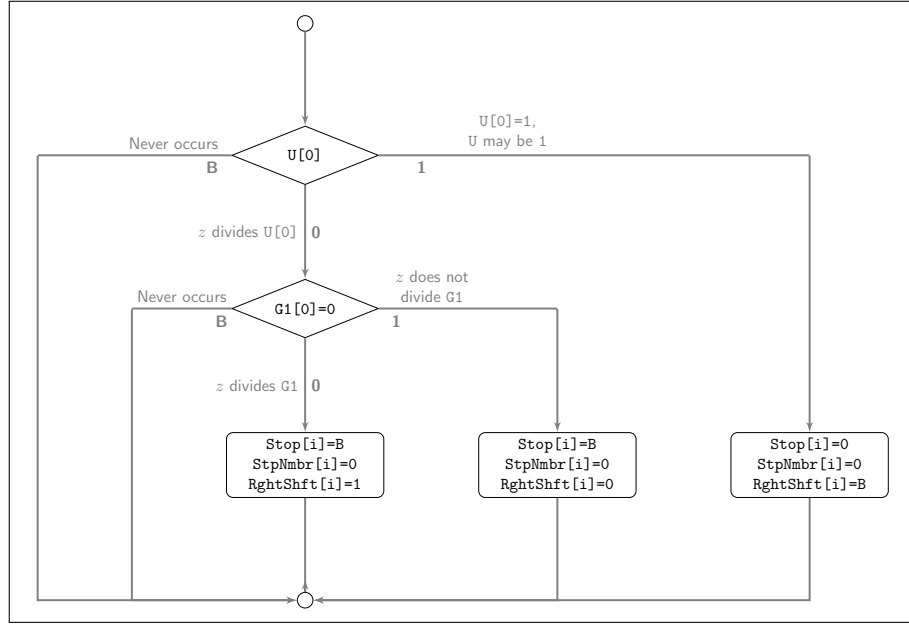 U[0]=1,
U may be 1
Never occurs
U[0]
B
1
z divides U[0]
0
z does not
divide G1
Never occurs
G1[0]=0
B
1
z divides G1
0
Stop[i]=B
StpNmbr[i]=0
RghtShft[i]=1
Stop[i]=B
StpNmbr[i]=0
RghtShft[i]=0
Stop[i]=0
StpNmbr[i]=0
RghtShft[i]=B